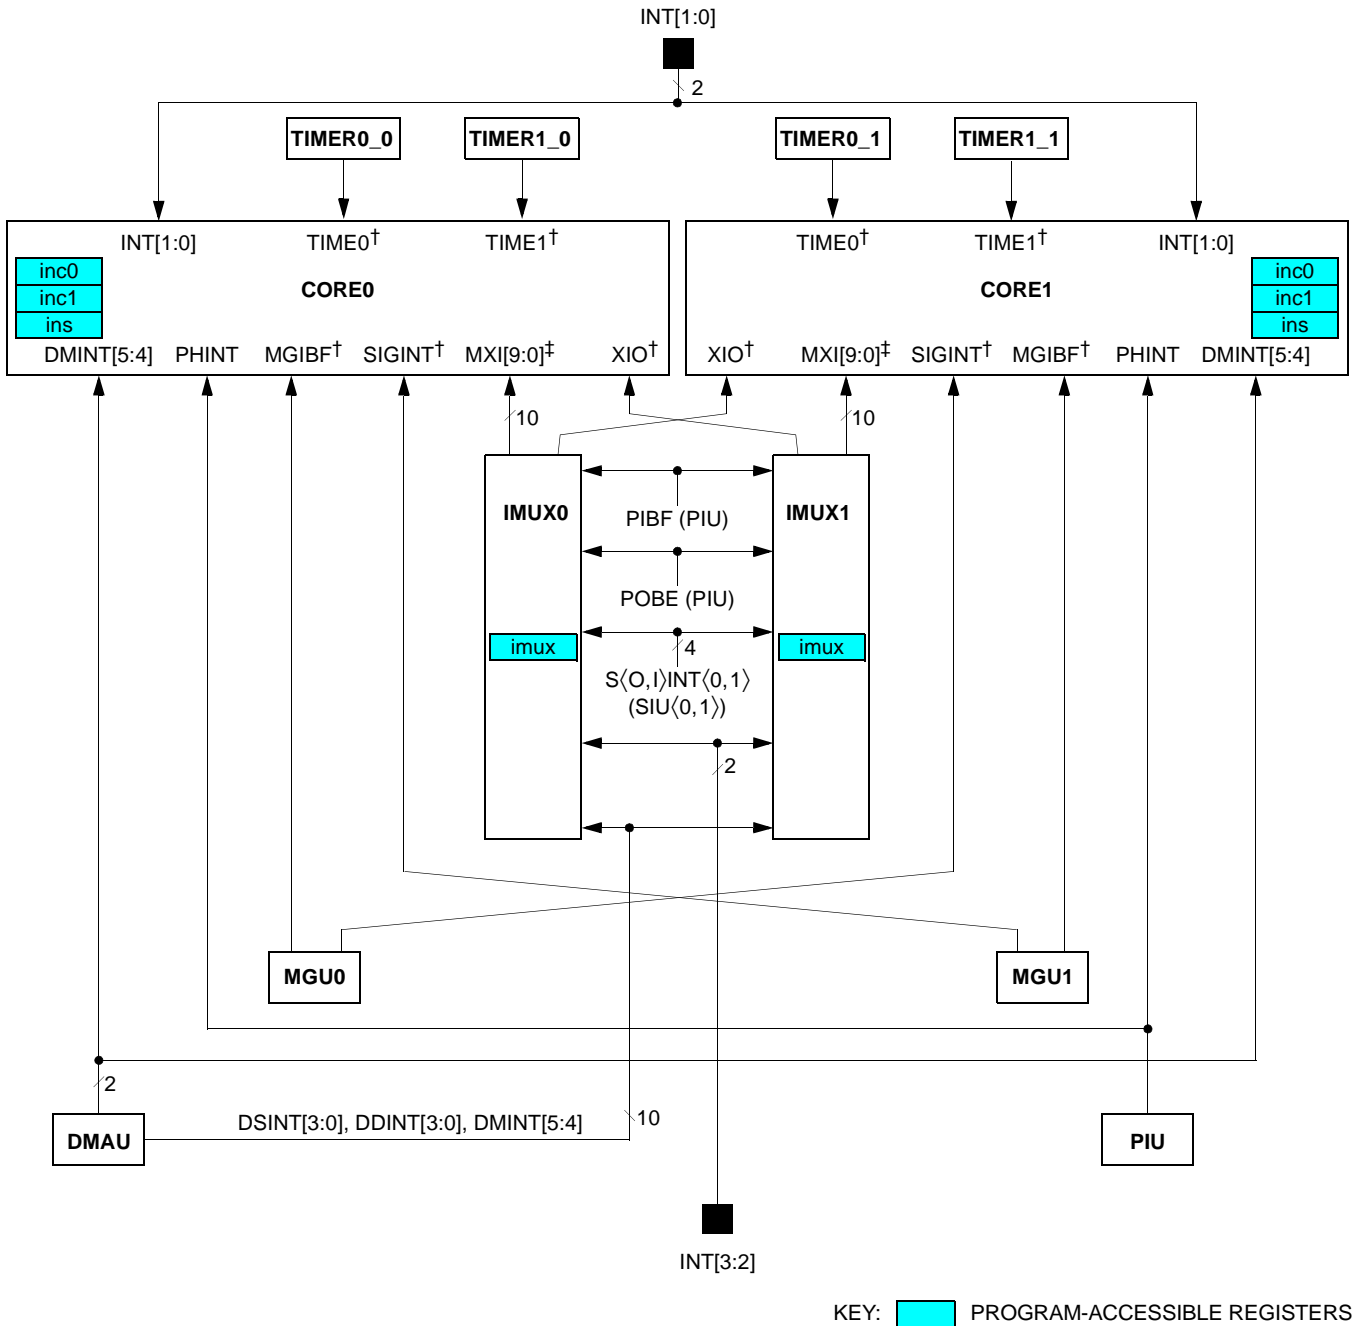 INT[1:0]
2
TIMER0_0 TIMER1_0 TIMER0_1 TIMER1_1
INT[1:0] TIME0† TIME1† TIME0† TIME1† INT[1:0]
inc0 inc0
CORE0 CORE1
inc1 inc1
ins ins
DMINT[5:4] PHINT MGIBF† SIGINT† MXI[9:0]‡ XIO† XIO† MXI[9:0]‡ SIGINT† MGIBF† PHINT DMINT[5:4]
10 10
IMUX0 IMUX1
PIBF (PIU)
POBE (PIU)
imux 4 imux
S⟨O,I⟩INT⟨0,1⟩
(SIU⟨0,1⟩)
2
MGU0 MGU1
2
DSINT[3:0], DDINT[3:0], DMINT[5:4] 10
DMAU PIU
INT[3:2]
KEY: PROGRAM-ACCESSIBLE REGISTERS